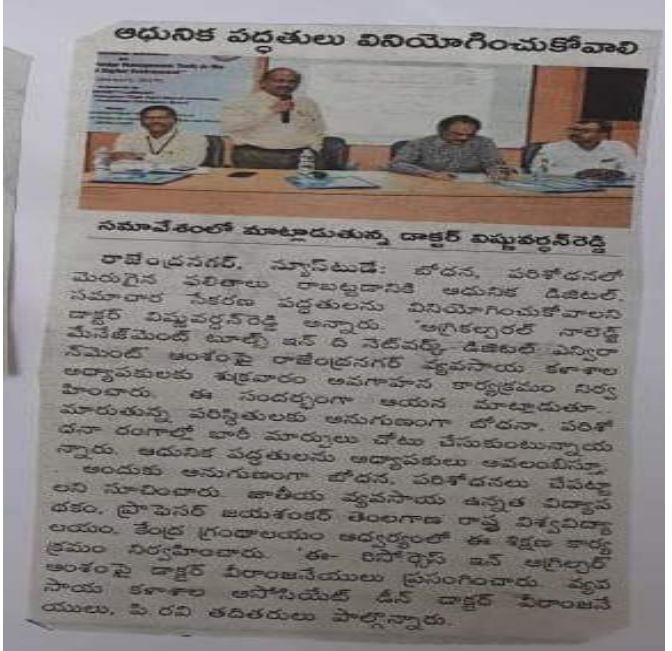 ఆధునిక పద్ధతులు వినియోగించుకోవాలి
సమావేశంలో మాట్లాడుతున్న డాక్టర్ విష్ణువర్ధన్‌రెడ్డి
రాజేంద్రనగర్, న్యూస్‌టుడే: బోధన, పరిశోధనలో
మెరుగైన ఫలితాలు రాబట్టడానికి ఆధునిక డిజిటల్,
సమాచార సేకరణ పద్ధతులను వినియోగించుకోవాలని
డాక్టర్ విష్ణువర్ధన్‌రెడ్డి అన్నారు. 'అగ్రికల్చరల్ నాలెడ్జ్
మేనేజ్‌మెంట్ టూల్స్ ఇన్ ది నెట్‌వర్క్ డిజిటల్ ఎన్విరా
న్‌మెంట్' అంశంపై రాజేంద్రనగర్ వ్యవసాయ కళాశాల
అధ్యాపకులకు శుక్రవారం అవగాహన కార్యక్రమం నిర్వ
హించారు. ఈ సందర్భంగా ఆయన మాట్లాడుతూ..
మారుతున్న పరిస్థితులకు అనుగుణంగా బోధనా, పరిశో
ధనా రంగాల్లో భారీ మార్పులు చోటు చేసుకుంటున్నాయ
న్నారు. ఆధునిక పద్ధతులను అధ్యాపకులు అవలంబిస్తూ,
అందుకు అనుగుణంగా బోధన, పరిశోధనలు చేపట్టా
లని సూచించారు. జాతీయ వ్యవసాయ ఉన్నత విద్యాప
థకం, ప్రొఫెసర్ జయశంకర్ తెలంగాణ రాష్ట్ర విశ్వవిద్యా
లయం, కేంద్ర గ్రంథాలయం ఆధ్వర్యంలో ఈ శిక్షణ కార్య
క్రమం నిర్వహించారు. 'ఈ రిసోర్సెస్ ఇన్ అగ్రికల్చర్'
అంశంపై డాక్టర్ వీరాంజనేయులు ప్రసంగించారు. వ్యవ
సాయ కళాశాల అసోసియేట్ డీన్ డాక్టర్ వీరాంజనే
యులు, పి.రవి తదితరులు పాల్గొన్నారు.